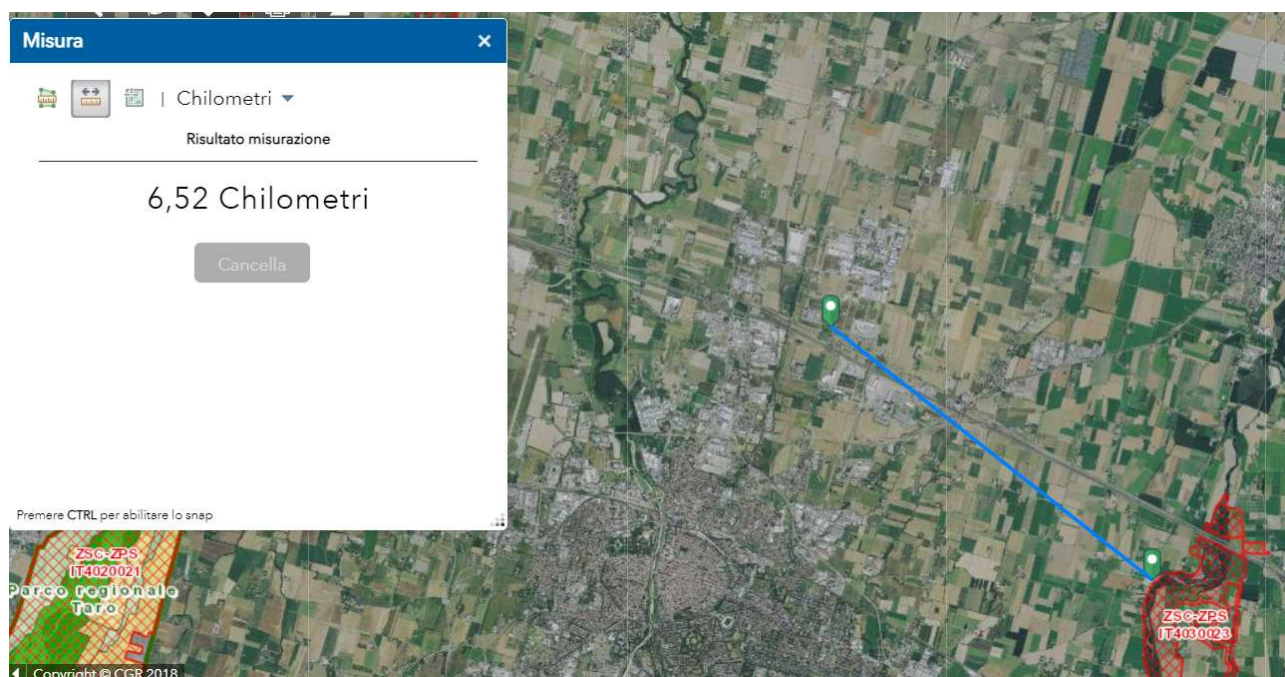 Misura
| Chilometri
Risultato misurazione
6,52 Chilometri
Cancella
Premere CTRL per abilitare lo snap
ZSC-ZPS
IT4020021
Parco regionale
Taro
ZSC-ZPS
IT4030023
Copyright © CGR 2018